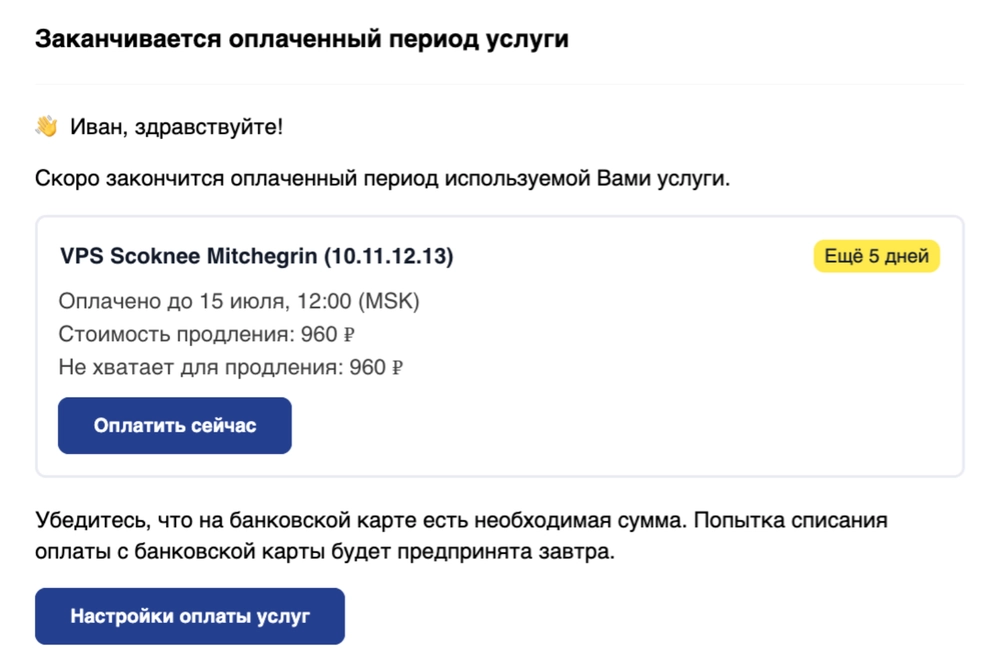 Заканчивается оплаченный период услуги
👋 Иван, здравствуйте!
Скоро закончится оплаченный период используемой Вами услуги.
VPS Scoknee Mitchegrin (10.11.12.13)
Ещё 5 дней
Оплачено до 15 июля, 12:00 (MSK)
Стоимость продления: 960 ₽
Не хватает для продления: 960 ₽
Оплатить сейчас
Убедитесь, что на банковской карте есть необходимая сумма. Попытка списания
оплаты с банковской карты будет предпринята завтра.
Настройки оплаты услуг